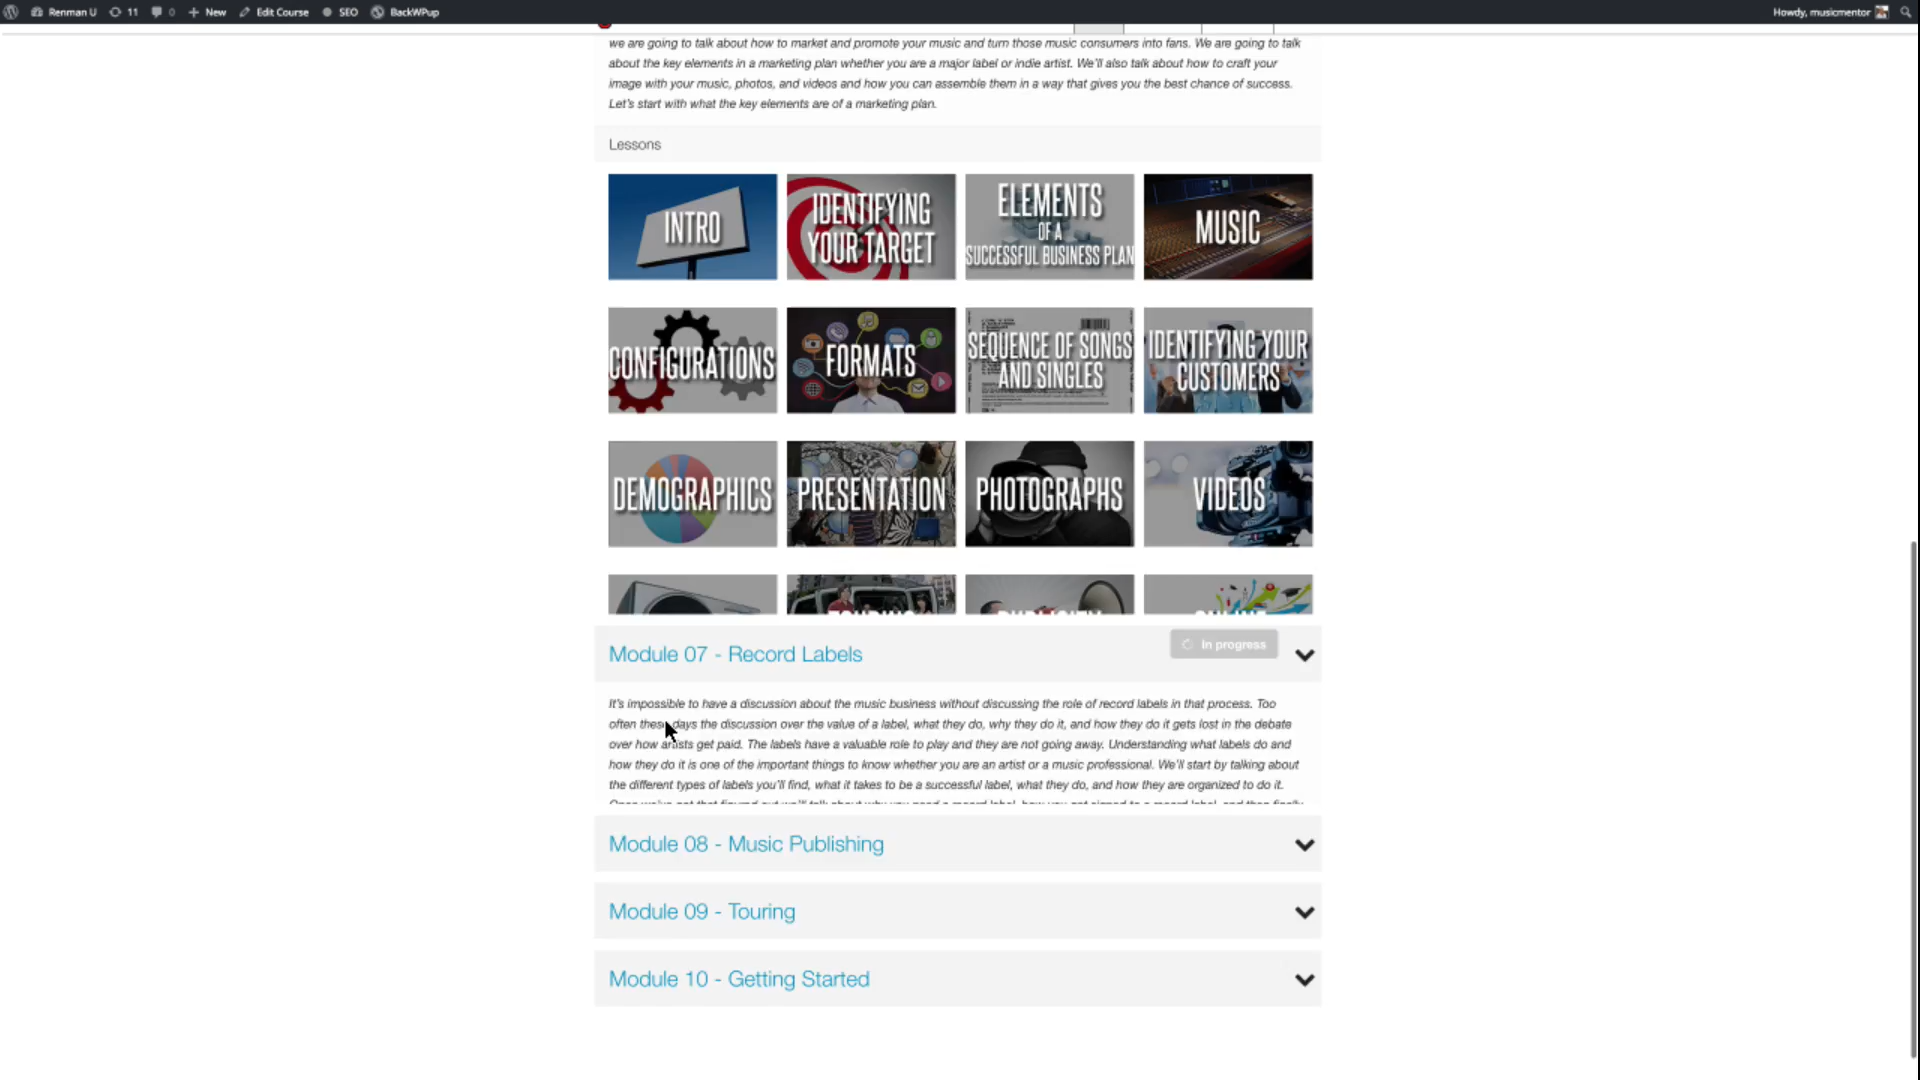 Renman U 11 0 New Edit Course SEO BackWPup Howdy, musicmentor
we are going to talk about how to market and promote your music and turn those music consumers into fans. We are going to talk
about the key elements in a marketing plan whether you are a major label or indie artist. We'll also talk about how to craft your
image with your music, photos, and videos and how you can assemble them in a way that gives you the best chance of success.
Let's start with what the key elements are of a marketing plan.
Lessons
INTRO
IDENTIFYING
YOUR TARGET
ELEMENTS
OF A
SUCCESSFUL BUSINESS PLAN
MUSIC
CONFIGURATIONS
FORMATS
SEQUENCE OF SONGS
AND SINGLES
IDENTIFYING YOUR
CUSTOMERS
DEMOGRAPHICS
PRESENTATION
PHOTOGRAPHS
VIDEOS
TOURING
PUBLICITY
ONLINE
Module 07 - Record Labels
In progress
It's impossible to have a discussion about the music business without discussing the role of record labels in that process. Too
often these days the discussion over the value of a label, what they do, why they do it, and how they do it gets lost in the debate
over how artists get paid. The labels have a valuable role to play and they are not going away. Understanding what labels do and
how they do it is one of the important things to know whether you are an artist or a music professional. We'll start by talking about
the different types of labels you'll find, what it takes to be a successful label, what they do, and how they are organized to do it.
Module 08 - Music Publishing
Module 09 - Touring
Module 10 - Getting Started